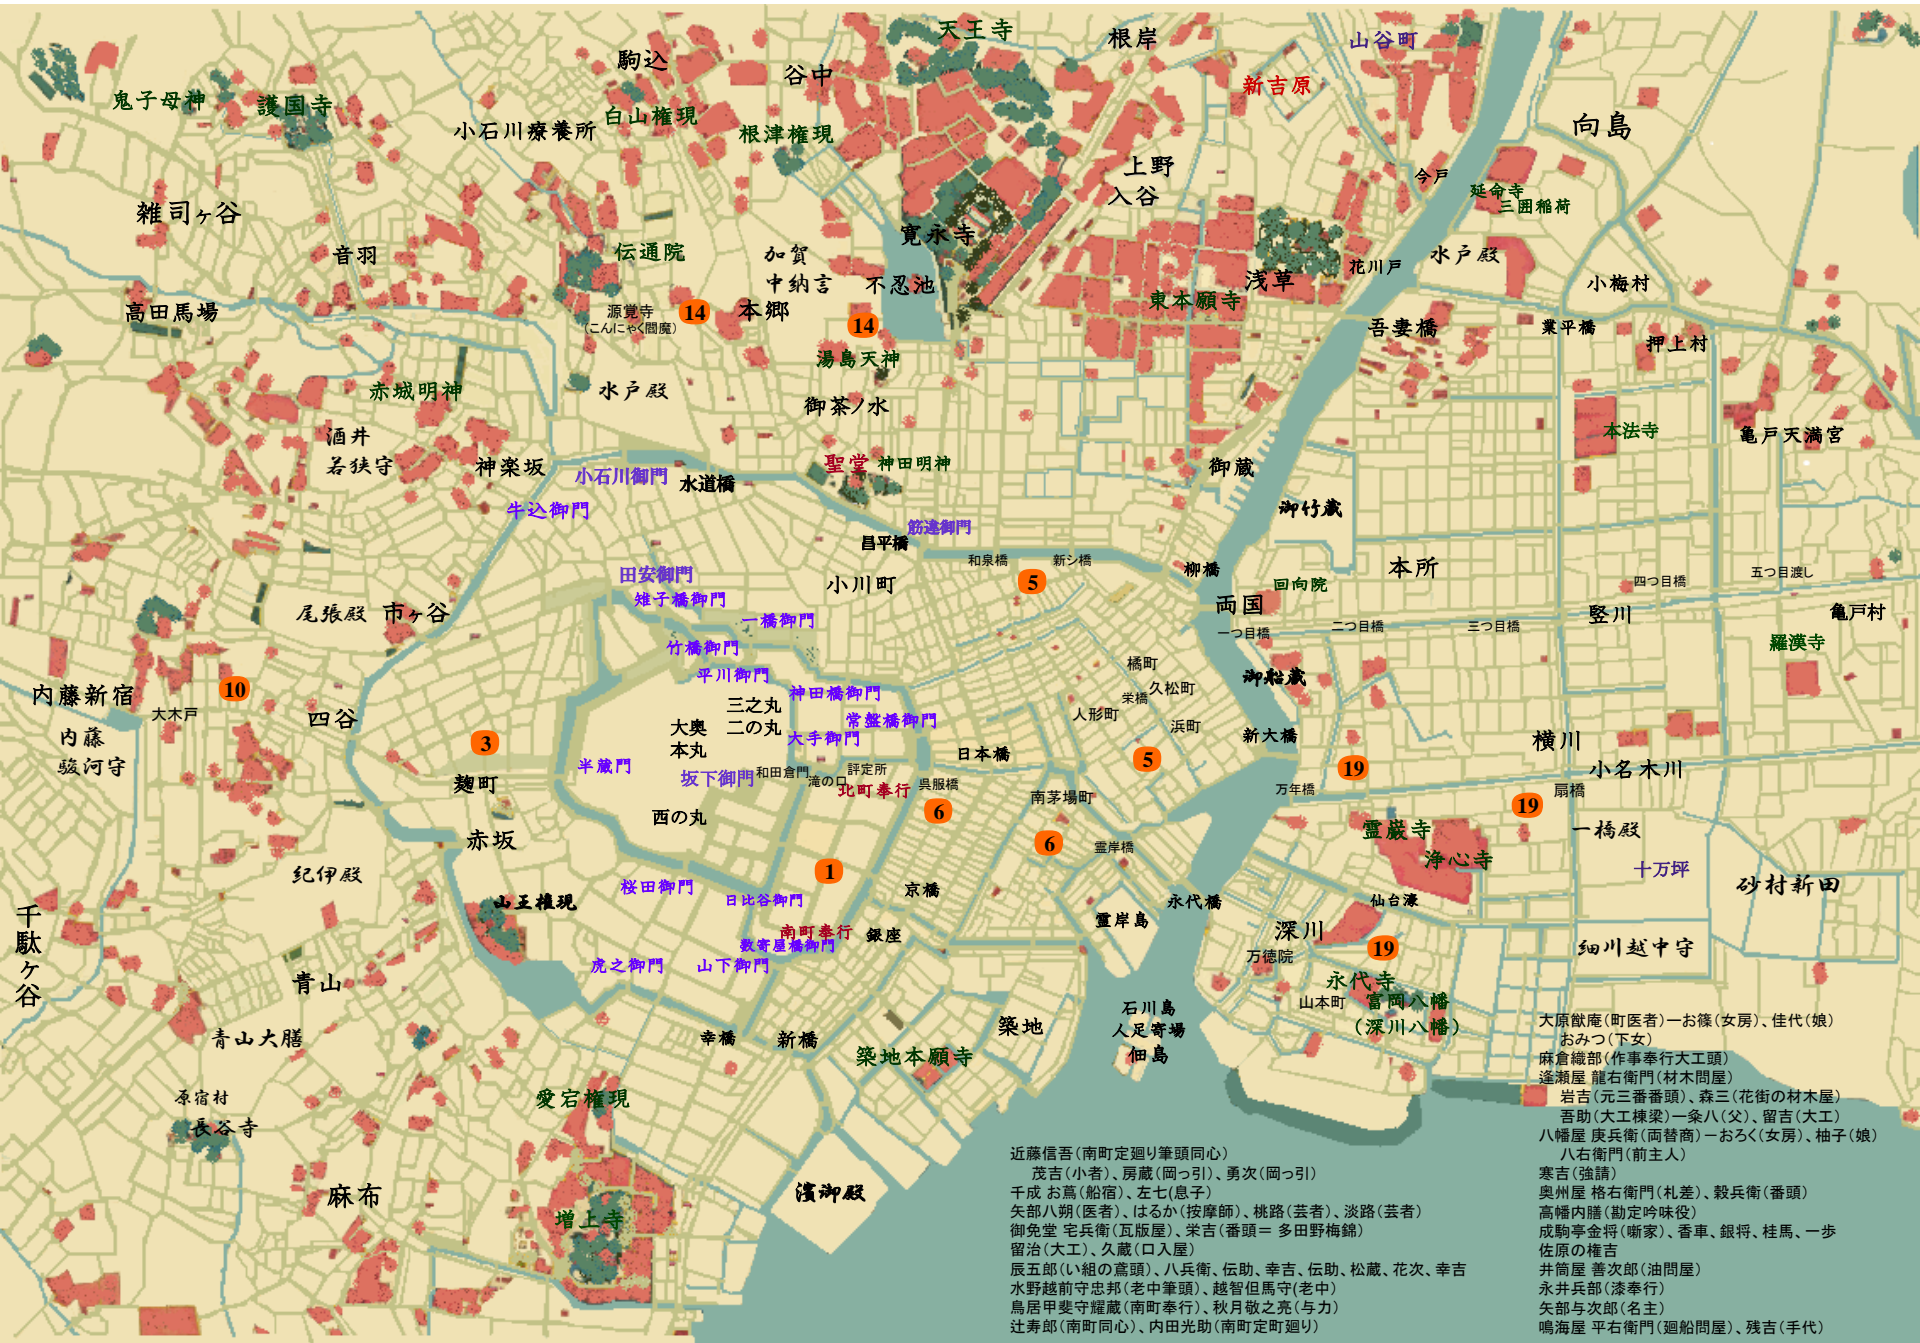 天王寺
根岸
山谷町
駒込
谷中
新吉原
鬼子母神
護国寺
小石川療養所
白山権現
根津権現
向島
上野
入谷
今戸
延命寺
三囲稲荷
雑司ヶ谷
音羽
伝通院
加賀
中納言
寛永寺
不忍池
浅草
花川戸
水戸殿
小梅村
高田馬場
源覚寺
(こんにゃく閻魔)
14
本郷
14
東本願寺
吾妻橋
業平橋
押上村
湯島天神
赤城明神
水戸殿
御茶ノ水
酒井
若狭守
神楽坂
小石川御門
水道橋
聖堂
神田明神
御蔵
本法寺
亀戸天満宮
牛込御門
筋違御門
昌平橋
御竹蔵
和泉橋
新シ橋
5
柳橋
本所
回向院
四つ目橋
五つ目渡し
田安御門
雉子橋御門
小川町
尾張殿
市ヶ谷
一橋御門
両国
一つ目橋
二つ目橋
三つ目橋
竪川
亀戸村
竹橋御門
平川御門
神田橋御門
橘町
久松町
栄橋
人形町
浜町
御船蔵
羅漢寺
内藤新宿
大木戸
10
四谷
三之丸
二の丸
大奥
本丸
常盤橋御門
大手御門
新大橋
内藤
駿河守
3
麹町
半蔵門
坂下御門
和田倉門
滝の口
評定所
北町奉行
呉服橋
日本橋
5
19
横川
小名木川
西の丸
6
南茅場町
万年橋
19
扇橋
一橋殿
赤坂
6
霊岸橋
霊巌寺
浄心寺
十万坪
砂村新田
紀伊殿
1
桜田御門
日比谷御門
京橋
永代橋
仙台濠
山王権現
南町奉行
数寄屋橋御門
銀座
霊岸島
深川
19
細川越中守
千駄ヶ谷
虎之御門
山下御門
万徳院
永代寺
青山
山本町
富岡八幡
(深川八幡)
青山大膳
幸橋
新橋
築地
石川島
人足寄場
佃島
築地本願寺
原宿村
長谷寺
愛宕権現
麻布
濱御殿
増上寺
近藤信吾(南町定廻り筆頭同心)
茂吉(小者)、房蔵(岡っ引)、勇次(岡っ引)
千成 お蔦(船宿)、左七(息子)
矢部八朔(医者)、はるか(按摩師)、桃路(芸者)、淡路(芸者)
御免堂 宅兵衛(瓦版屋)、栄吉(番頭＝ 多田野梅錦)
留治(大工)、久蔵(口入屋)
辰五郎(い組の鳶頭)、八兵衛、伝助、幸吉、伝助、松蔵、花次、幸吉
水野越前守忠邦(老中筆頭)、越智但馬守(老中)
鳥居甲斐守耀蔵(南町奉行)、秋月敬之亮(与力)
辻寿郎(南町同心)、内田光助(南町定町廻り)
大原猷庵(町医者)ーお篠(女房)、佳代(娘)
おみつ(下女)
麻倉織部(作事奉行大工頭)
逢瀬屋 龍右衛門(材木問屋)
岩吉(元三番番頭)、森三(花街の材木屋)
吾助(大工棟梁)ー粂八(父)、留吉(大工)
八幡屋 庚兵衛(両替商)ーおろく(女房)、柚子(娘)
八右衛門(前主人)
寒吉(強請)
奥州屋 格右衛門(札差)、穀兵衛(番頭)
高幡内膳(勘定吟味役)
成駒亭金将(噺家)、香車、銀将、桂馬、一歩
佐原の権吉
井筒屋 善次郎(油問屋)
永井兵部(漆奉行)
矢部与次郎(名主)
鳴海屋 平右衛門(廻船問屋)、残吉(手代)